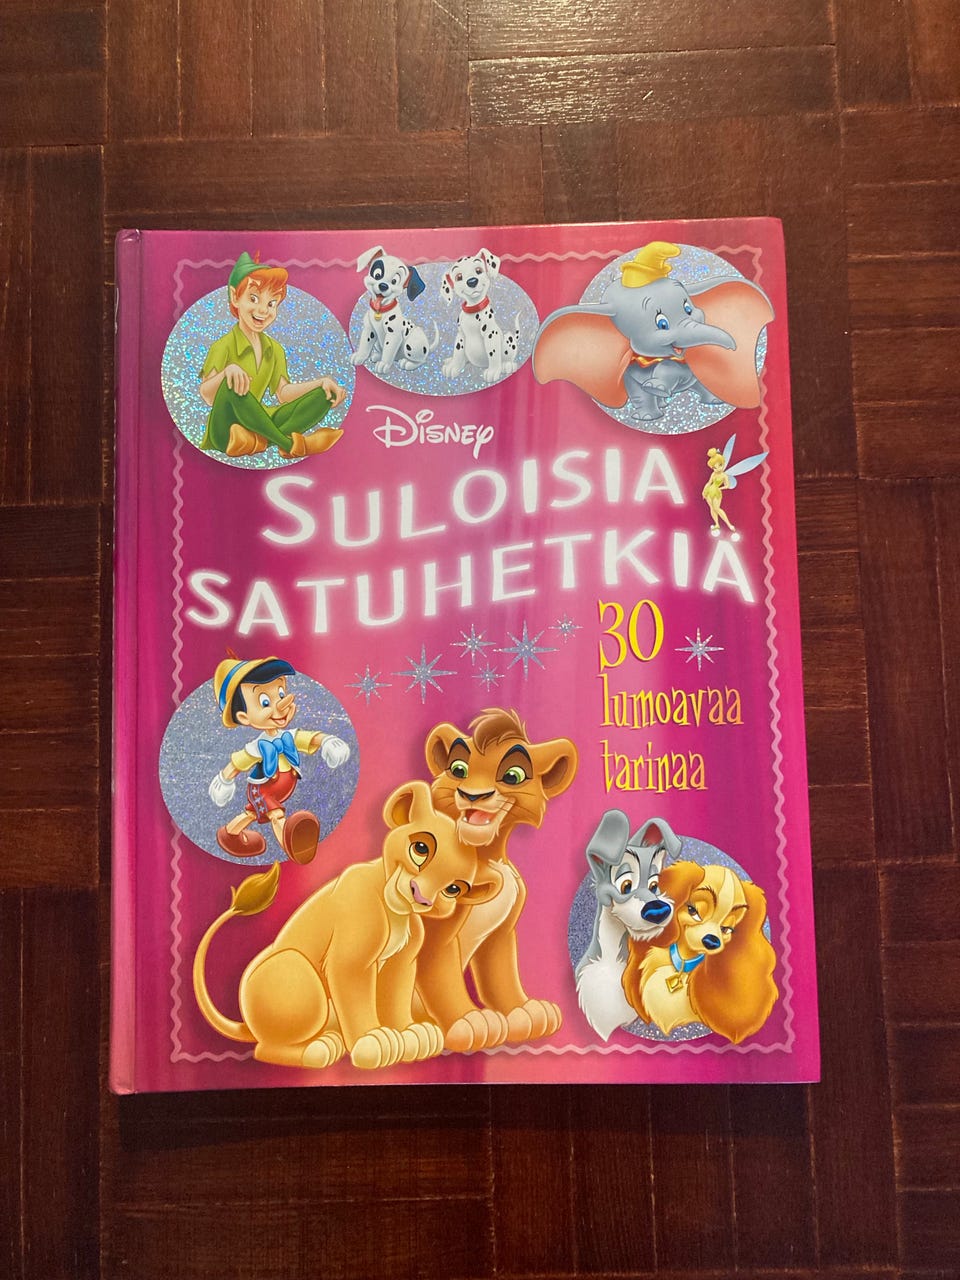 Disney
SULOISIA
SATUHETKIÄ
30
lumoavaa
tarinaa